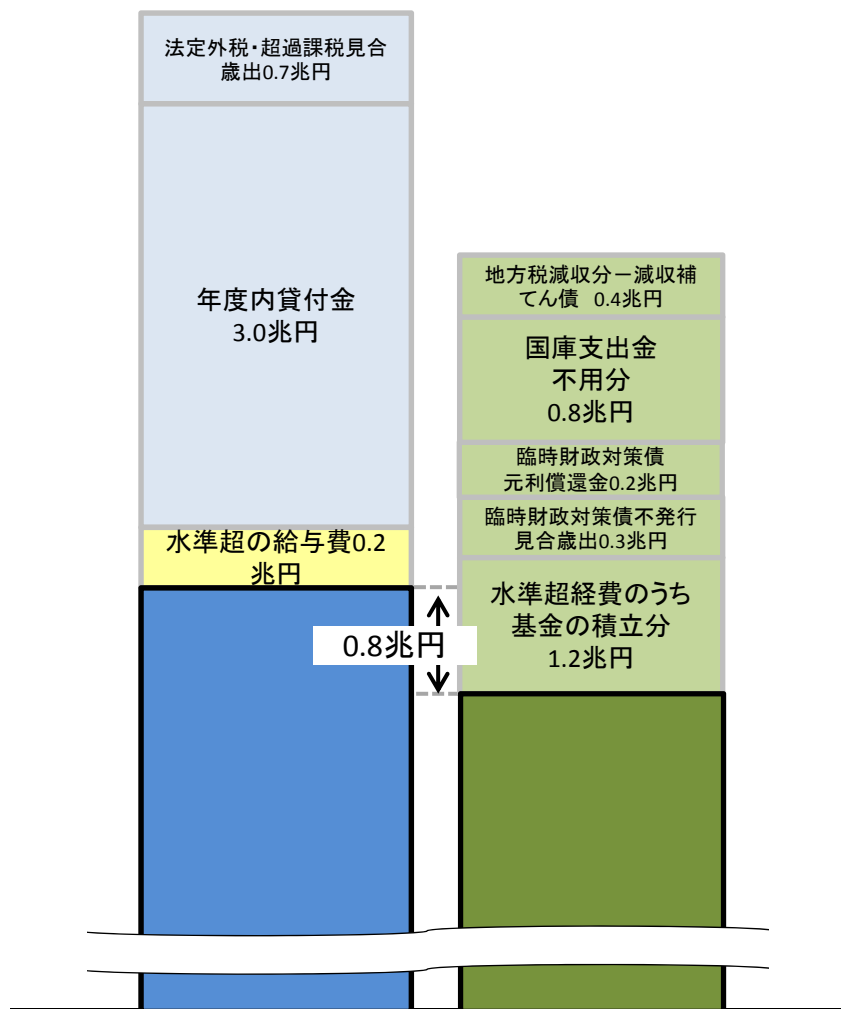 法定外税・超過課税見合
歳出0.7兆円
年度内貸付金
3.0兆円
水準超の給与費0.2
兆円
0.8兆円
地方税減収分－減収補
てん債 0.4兆円
国庫支出金
不用分
0.8兆円
臨時財政対策債
元利償還金0.2兆円
臨時財政対策債不発行
見合歳出0.3兆円
水準超経費のうち
基金の積立分
1.2兆円